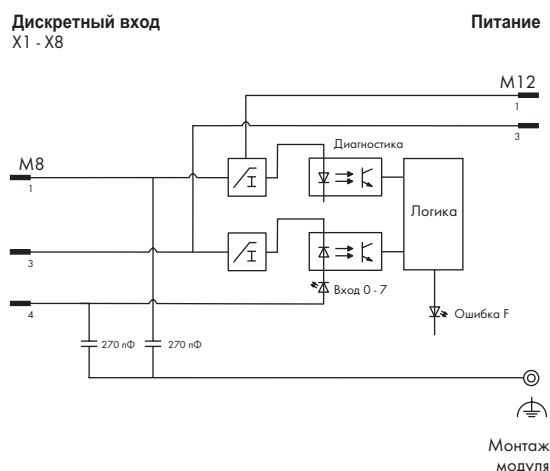 Дискретный вход
X1 - X8
Питание
M12
1
3
Диагностика
M8
1
Логика
3
Вход 0 - 7
4
Ошибка F
270 пФ
270 пФ
Монтаж
модуля